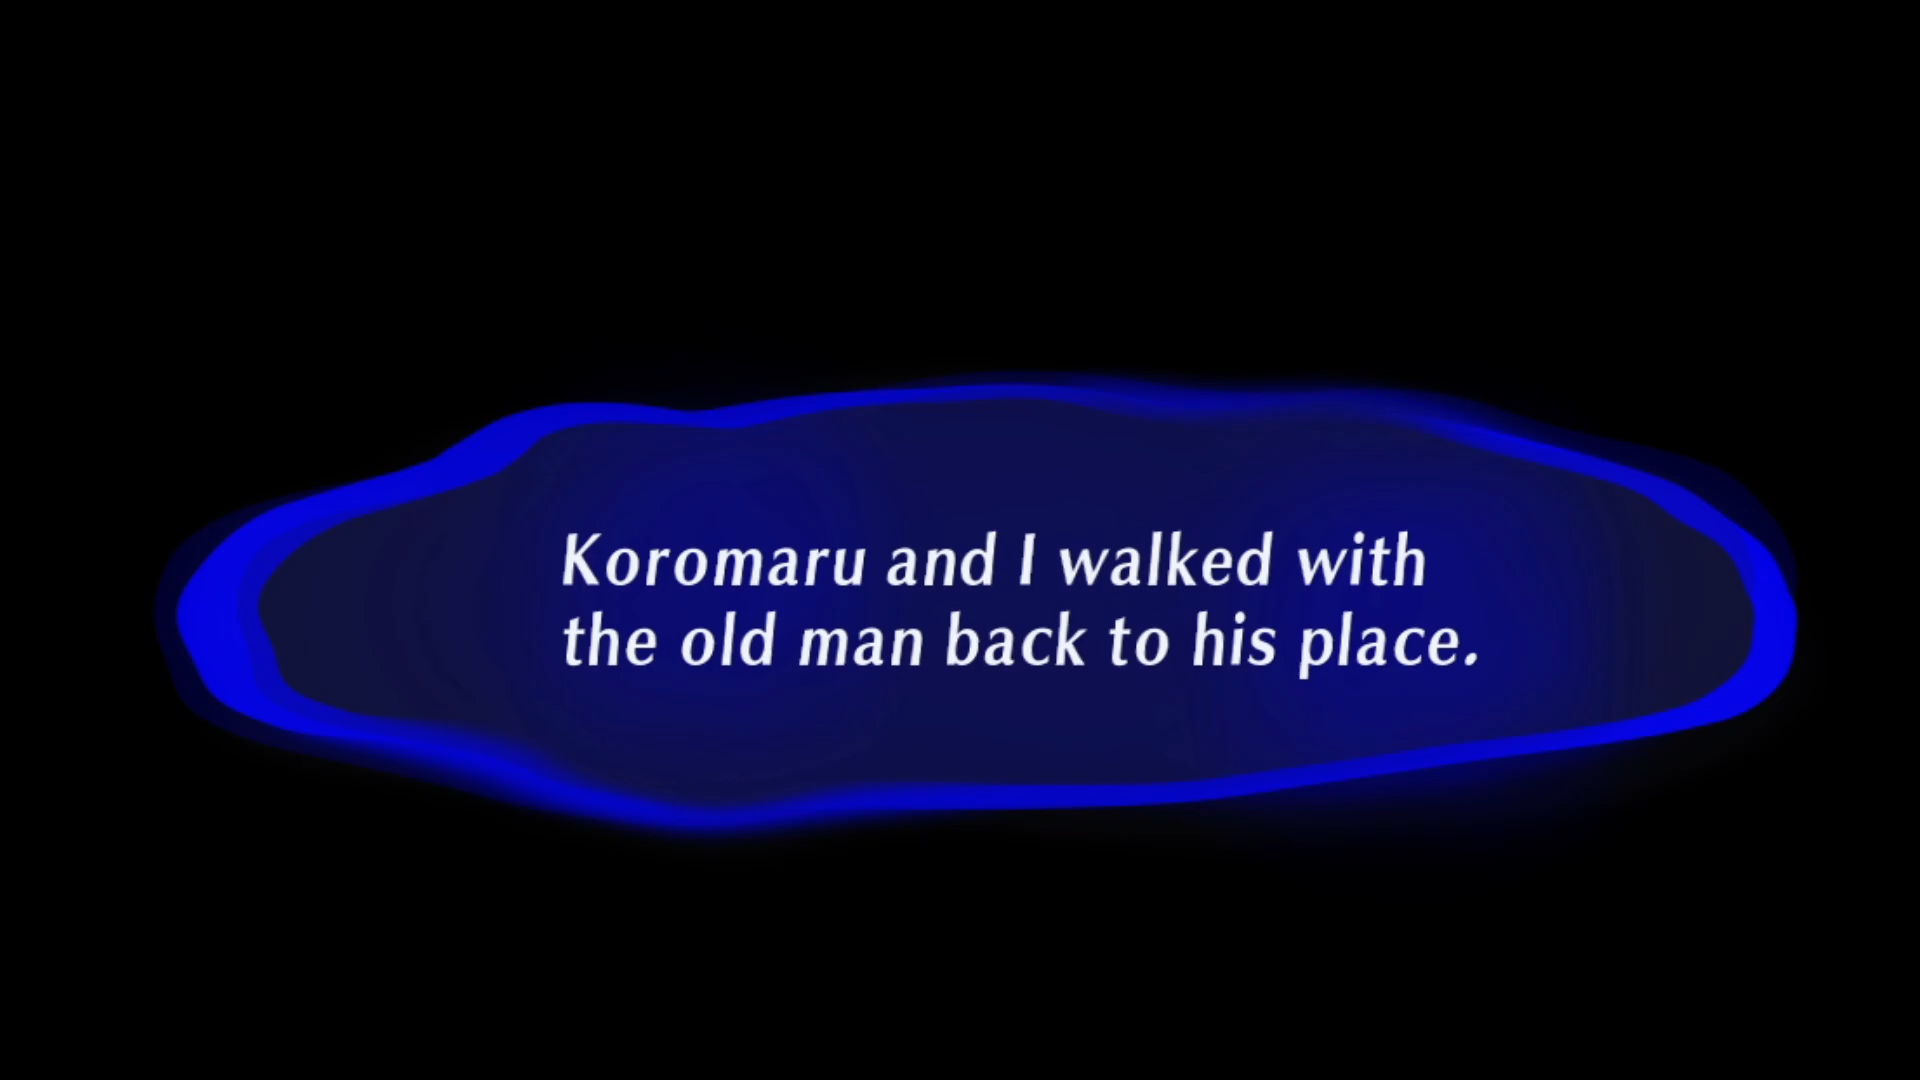 Koromaru and I walked with
the old man back to his place.